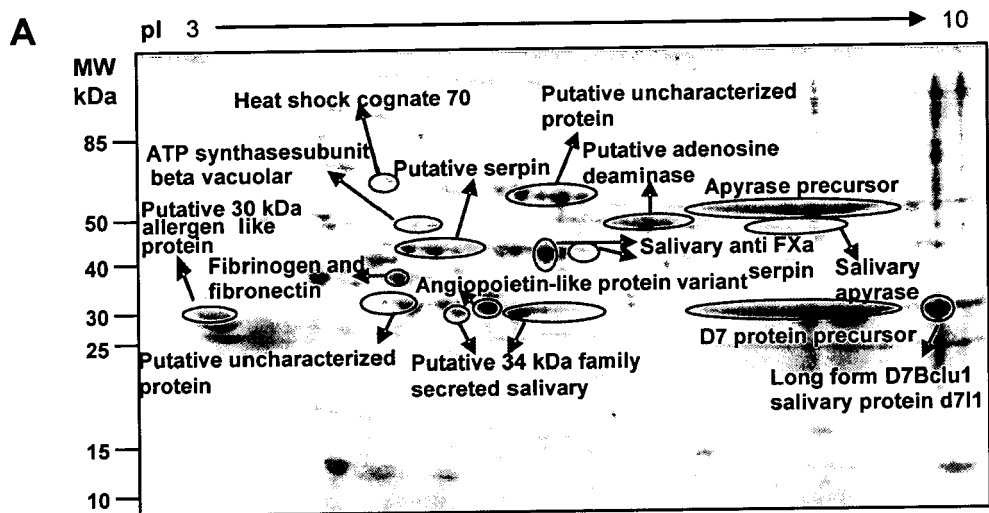 A
pI 3 10
MW
kDa
85
50
40
30
25
15
10
Heat shock cognate 70
Putative uncharacterized
protein
ATP synthasesubunit
beta vacuolar
Putative serpin
Putative adenosine
deaminase
Apyrase precursor
Putative 30 kDa
allergen like
protein
Fibrinogen and
fibronectin
Salivary anti FXa
serpin
Salivary
apyrase
Angiopoietin-like protein variant
D7 protein precursor
Putative uncharacterized
protein
Putative 34 kDa family
secreted salivary
Long form D7Bclu1
salivary protein d7l1